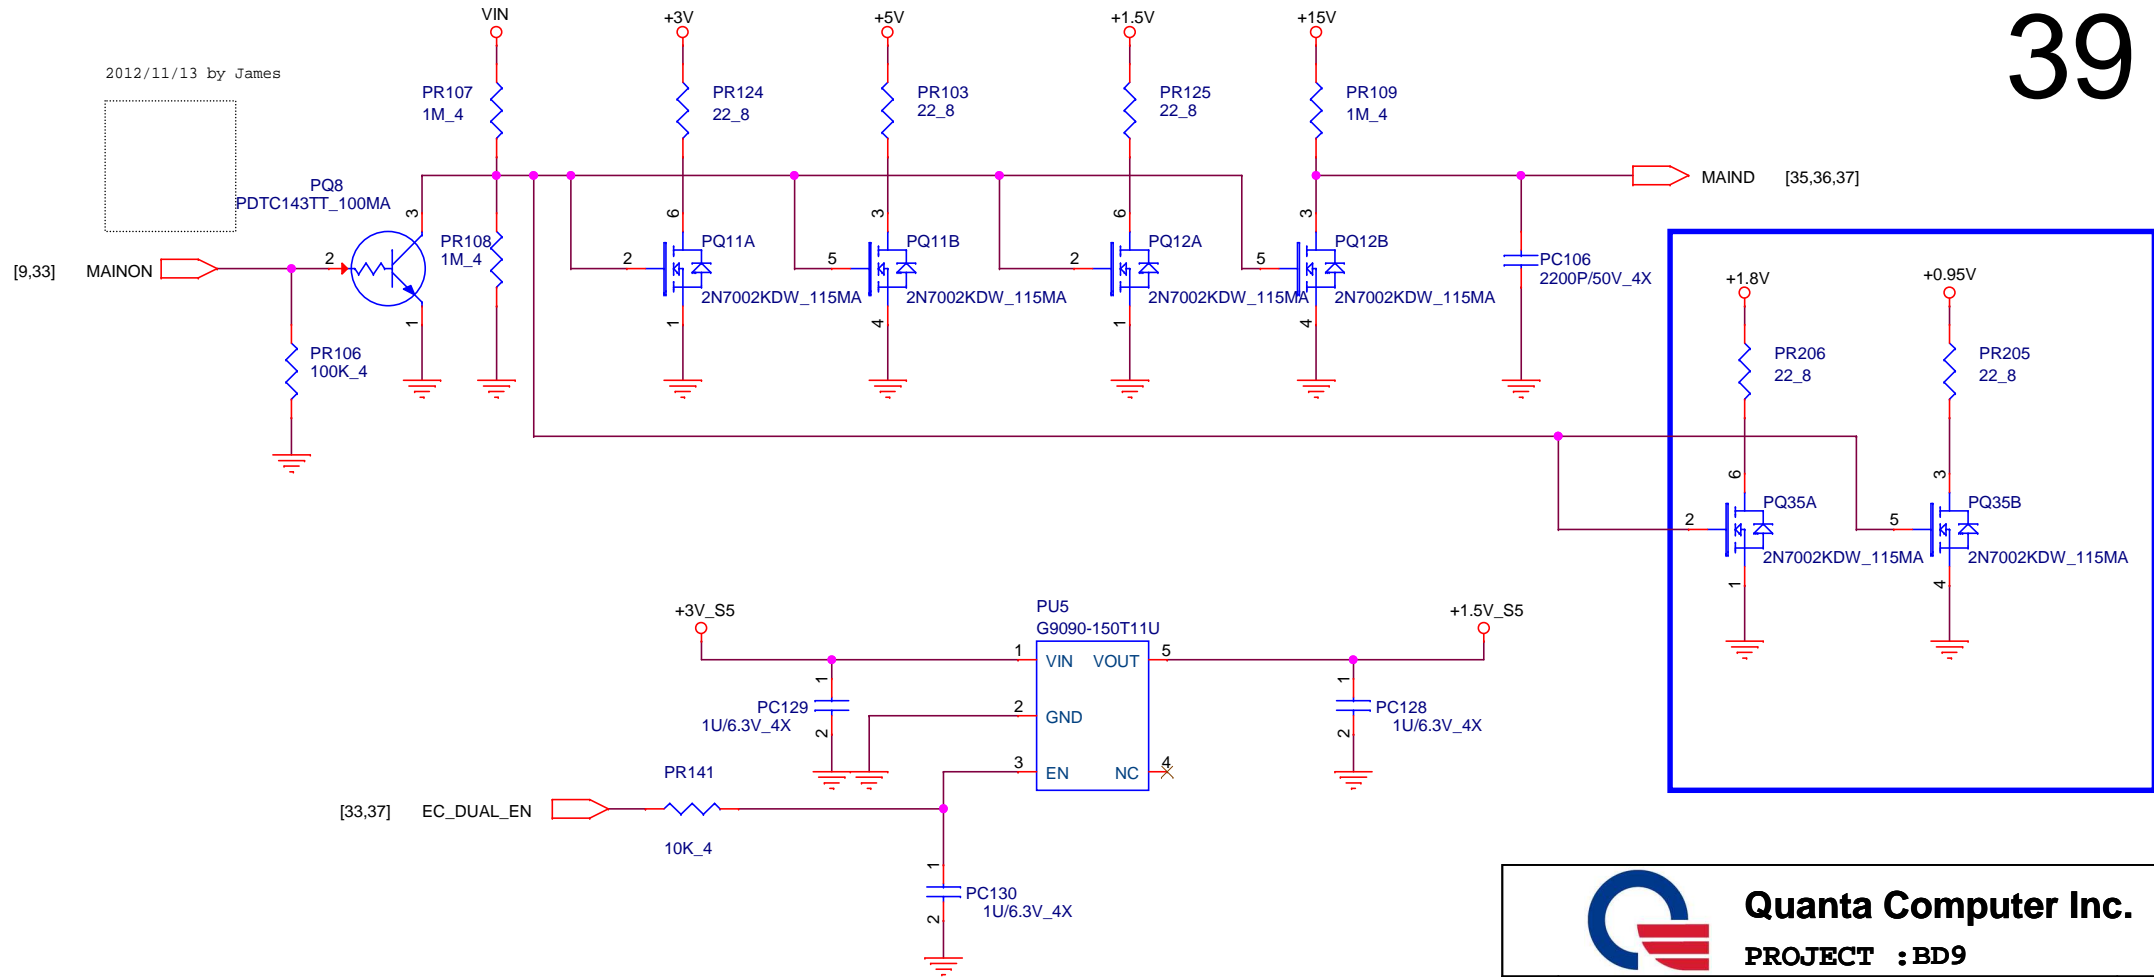 39
VIN
+3V
+5V
+1.5V
+15V
2012/11/13 by James
PR107
1M_4
PR124
22_8
PR103
22_8
PR125
22_8
PR109
1M_4
MAIND [35,36,37]
PQ8
PDTC143TT_100MA
3
2
1
PR108
1M_4
[9,33] MAINON
PR106
100K_4
6
2
1
PQ11A
2N7002KDW_115MA
3
5
4
PQ11B
2N7002KDW_115MA
6
2
1
PQ12A
2N7002KDW_115MA
3
5
4
PQ12B
2N7002KDW_115MA
PC106
2200P/50V_4X
+1.8V
+0.95V
PR206
22_8
PR205
22_8
6
2
1
PQ35A
2N7002KDW_115MA
3
5
4
PQ35B
2N7002KDW_115MA
+3V_S5
PU5
G9090-150T11U
+1.5V_S5
1 VIN VOUT 5
2 GND
3 EN NC 4
1
PC129
1U/6.3V_4X
2
1
PC128
1U/6.3V_4X
2
PR141
10K_4
[33,37] EC_DUAL_EN
1
PC130
1U/6.3V_4X
2
Quanta Computer Inc.
PROJECT : BD9